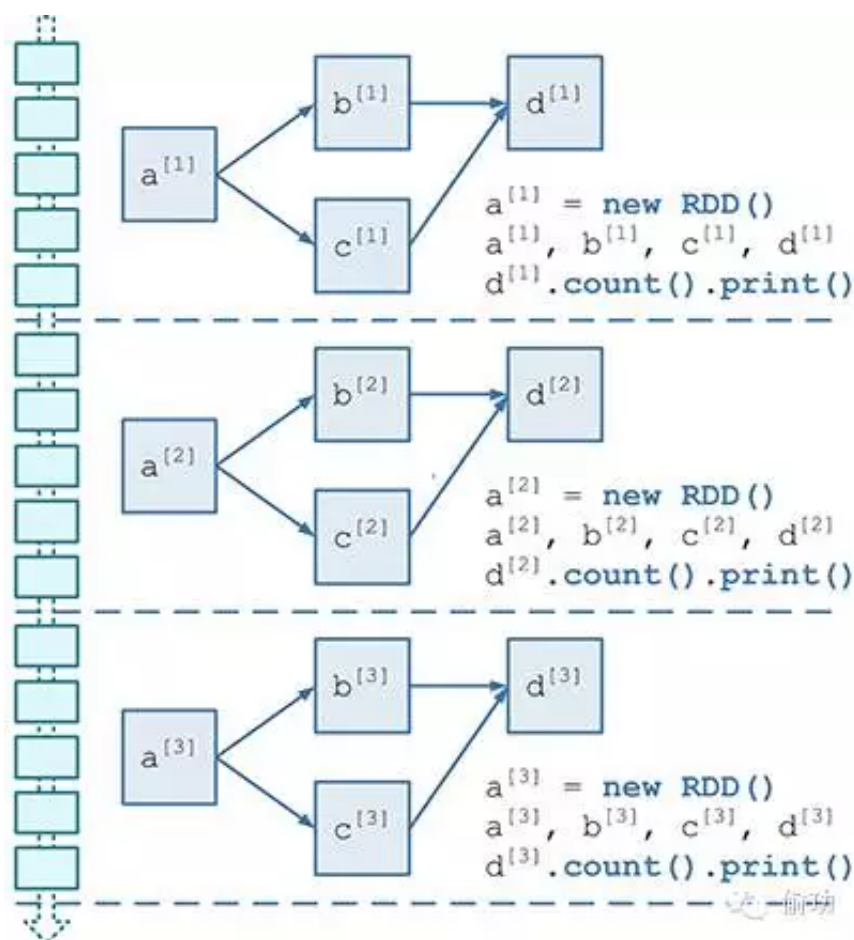 b[1]
d[1]
a[1]
c[1]
a[1] = new RDD()
a[1], b[1], c[1], d[1]
d[1].count().print()
b[2]
d[2]
a[2]
c[2]
a[2] = new RDD()
a[2], b[2], c[2], d[2]
d[2].count().print()
b[3]
d[3]
a[3]
c[3]
a[3] = new RDD()
a[3], b[3], c[3], d[3]
d[3].count().print()
偷功